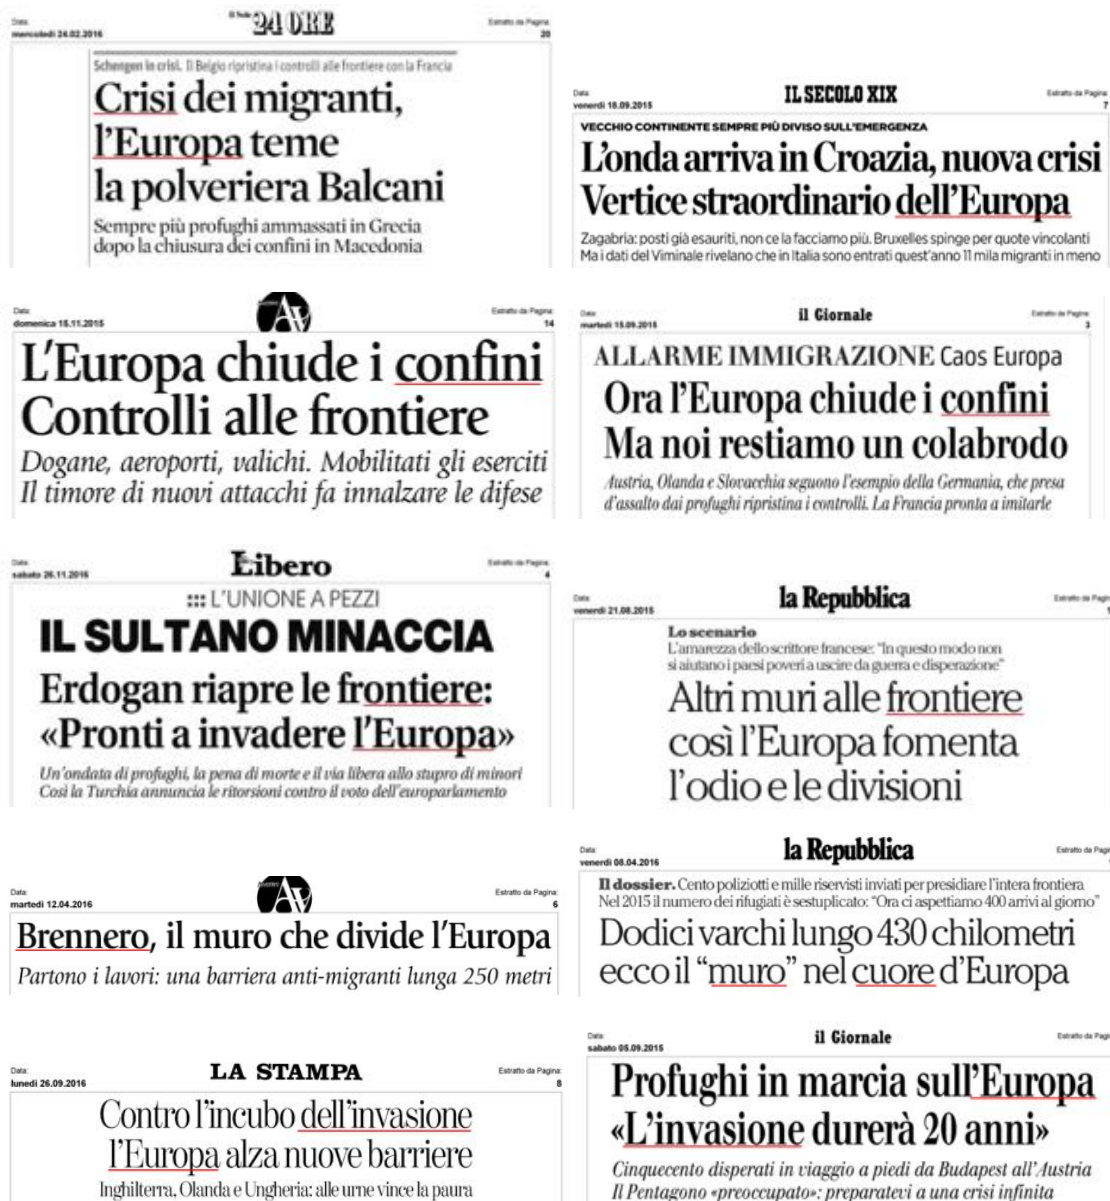 Data:
mercoledì 24.02.2016
Il Sole
24 ORE
Estratto da Pagina:
20
Schengen in crisi. Il Belgio ripristina i controlli alle frontiere con la Francia
Crisi dei migranti,
l'Europa teme
la polveriera Balcani
Sempre più profughi ammassati in Grecia
dopo la chiusura dei confini in Macedonia
Data:
venerdì 18.09.2015
IL SECOLO XIX
Estratto da Pagina:
7
VECCHIO CONTINENTE SEMPRE PIÙ DIVISO SULL'EMERGENZA
L'onda arriva in Croazia, nuova crisi
Vertice straordinario dell'Europa
Zagabria: posti già esauriti, non ce la facciamo più. Bruxelles spinge per quote vincolanti
Ma i dati del Viminale rivelano che in Italia sono entrati quest'anno 11 mila migranti in meno
Data:
domenica 15.11.2015
Av
Estratto da Pagina:
14
L'Europa chiude i confini
Controlli alle frontiere
Dogane, aeroporti, valichi. Mobilitati gli eserciti
Il timore di nuovi attacchi fa innalzare le difese
Data:
martedì 15.09.2015
il Giornale
Estratto da Pagina:
3
ALLARME IMMIGRAZIONE Caos Europa
Ora l'Europa chiude i confini
Ma noi restiamo un colabrodo
Austria, Olanda e Slovacchia seguono l'esempio della Germania, che presa
d'assalto dai profughi ripristina i controlli. La Francia pronta a imitarle
Data:
sabato 26.11.2016
Libero
Estratto da Pagina:
4
::: L'UNIONE A PEZZI
IL SULTANO MINACCIA
Erdogan riapre le frontiere:
«Pronti a invadere l'Europa»
Un'ondata di profughi, la pena di morte e il via libera allo stupro di minori
Così la Turchia annuncia le ritorsioni contro il voto dell'europarlamento
Data:
venerdì 21.08.2015
la Repubblica
Estratto da Pagin
Lo scenario
L'amarezza dello scrittore francese: "In questo modo non
si aiutano i paesi poveri a uscire da guerra e disperazione"
Altri muri alle frontiere
così l'Europa fomenta
l'odio e le divisioni
Data:
martedì 12.04.2016
Av
Estratto da Pagina:
6
Brennero, il muro che divide l'Europa
Partono i lavori: una barriera anti-migranti lunga 250 metri
Data:
venerdì 08.04.2016
la Repubblica
Estratto da Pagi
Il dossier. Cento poliziotti e mille riservisti inviati per presidiare l'intera frontiera
Nel 2015 il numero dei rifugiati è sestuplicato: "Ora ci aspettiamo 400 arrivi al giorno"
Dodici varchi lungo 430 chilometri
ecco il "muro" nel cuore d'Europa
Data:
lunedì 26.09.2016
LA STAMPA
Estratto da Pagina:
8
Contro l'incubo dell'invasione
l'Europa alza nuove barriere
Inghilterra, Olanda e Ungheria: alle urne vince la paura
Data:
sabato 05.09.2015
il Giornale
Estratto da Pagi
Profughi in marcia sull'Europa
«L'invasione durerà 20 anni»
Cinquecento disperati in viaggio a piedi da Budapest all'Austria
Il Pentagono «preoccupato»: preparatevi a una crisi infinita